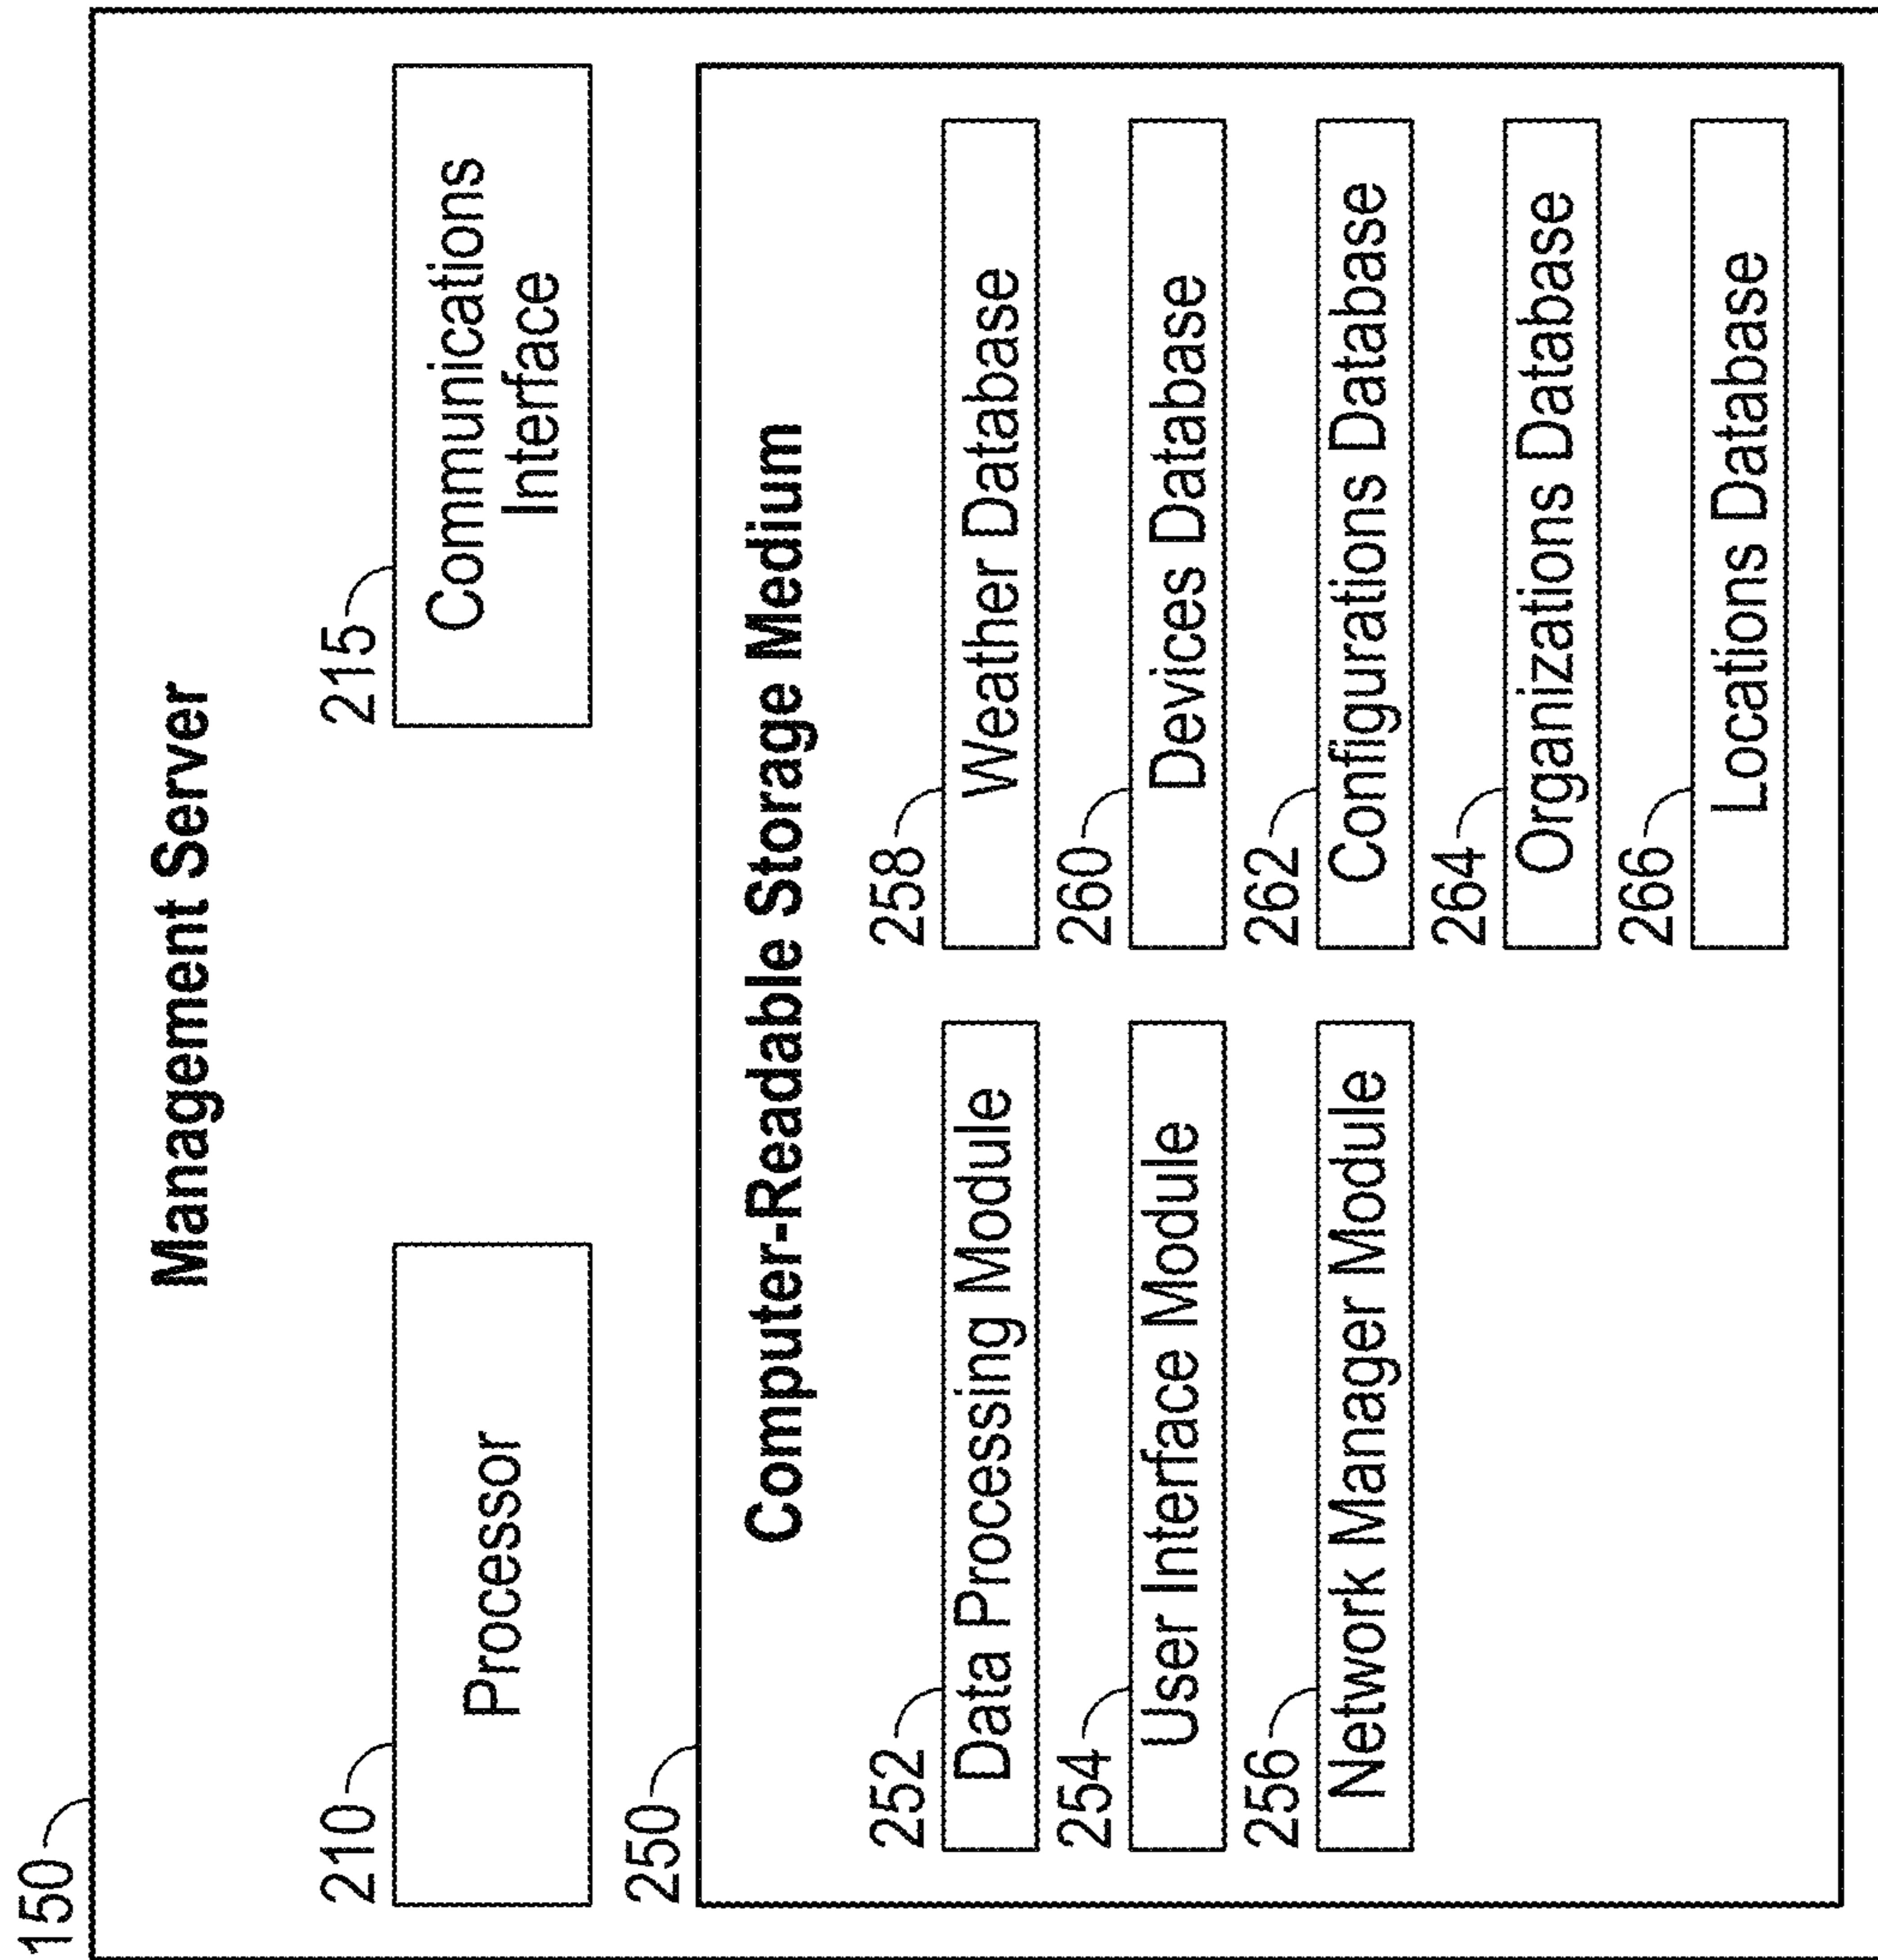 150
Management Server
210
Processor
215
Communications
Interface
250
Computer-Readable Storage Medium
252
Data Processing Module
254
User Interface Module
256
Network Manager Module
258
Weather Database
260
Devices Database
262
Configurations Database
264
Organizations Database
266
Locations Database